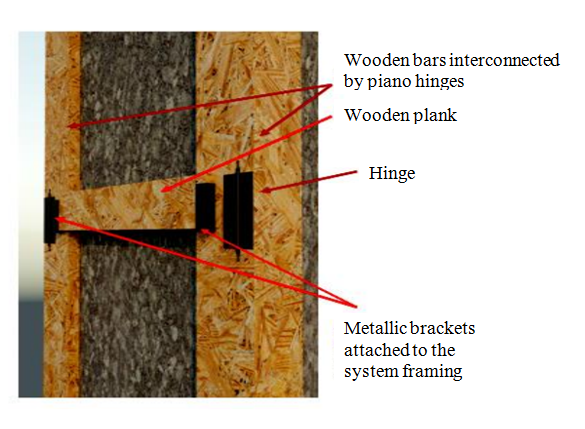 Wooden bars interconnected
by piano hinges
Wooden plank
Hinge
Metallic brackets
attached to the
system framing